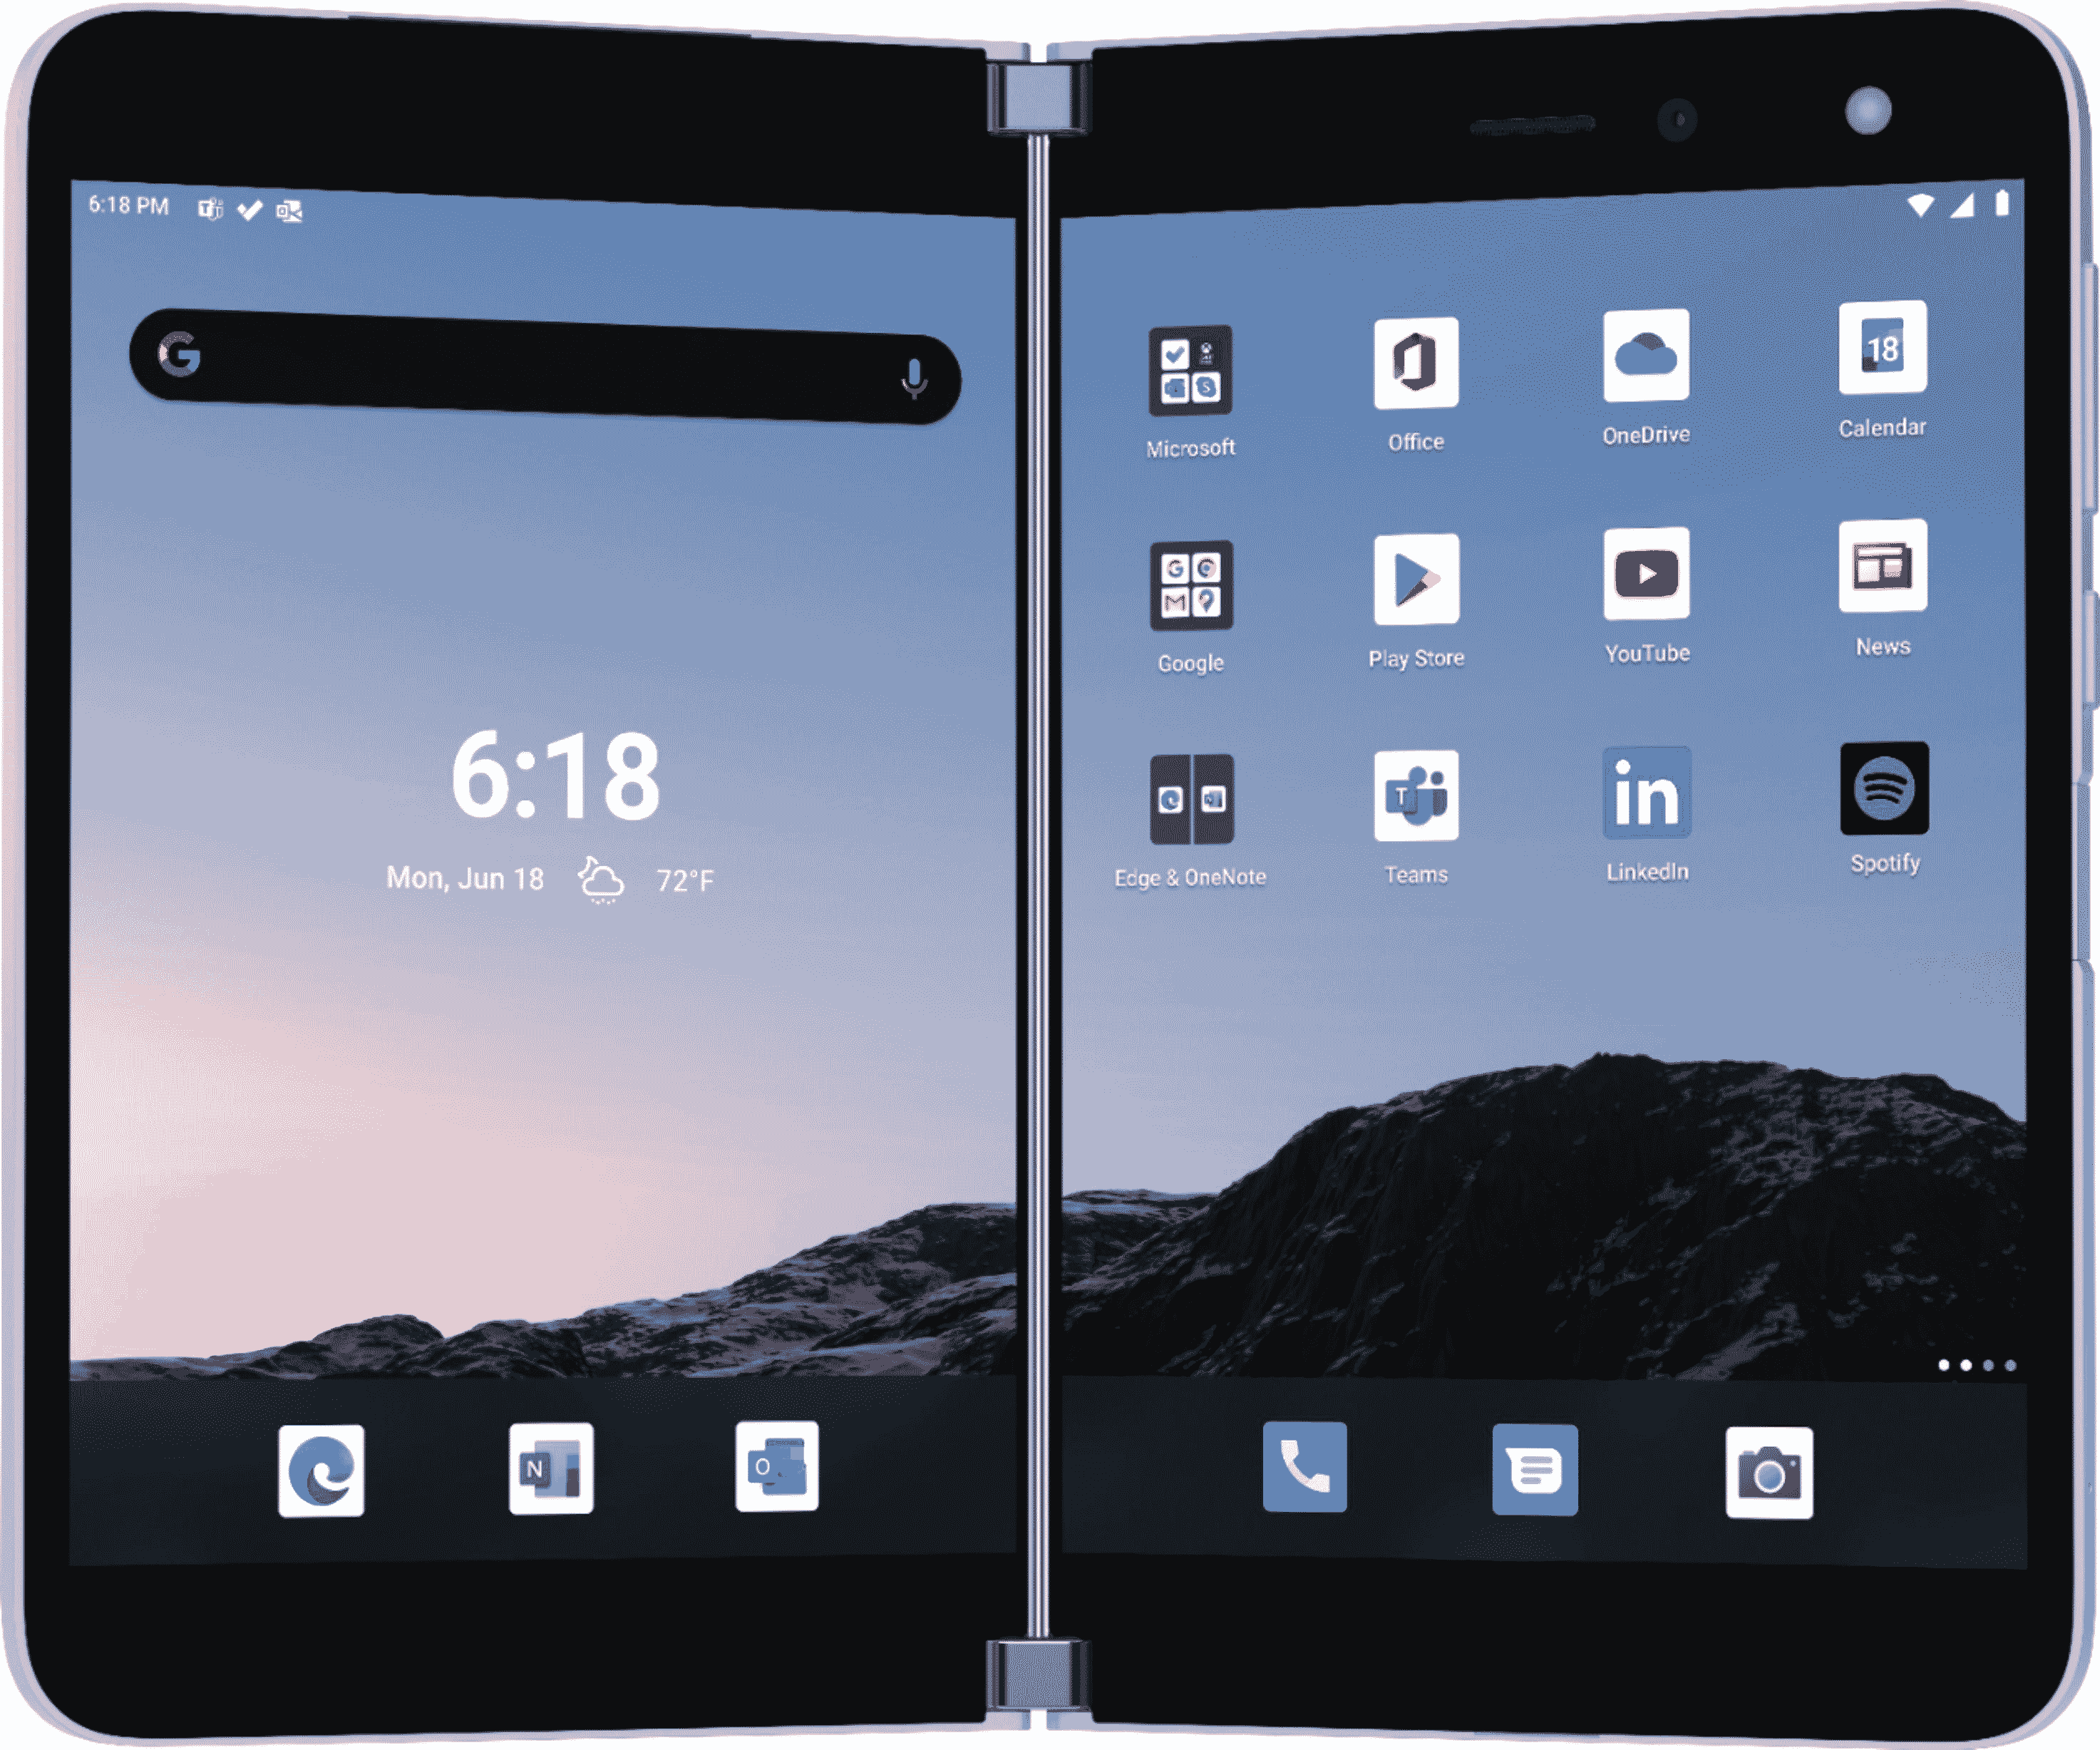 6:18 PM
6:18
Mon, Jun 18
72°F
18
Microsoft
Office
OneDrive
Calendar
Google
Play Store
YouTube
News
T
in
Edge & OneNote
Teams
LinkedIn
Spotify
N
O